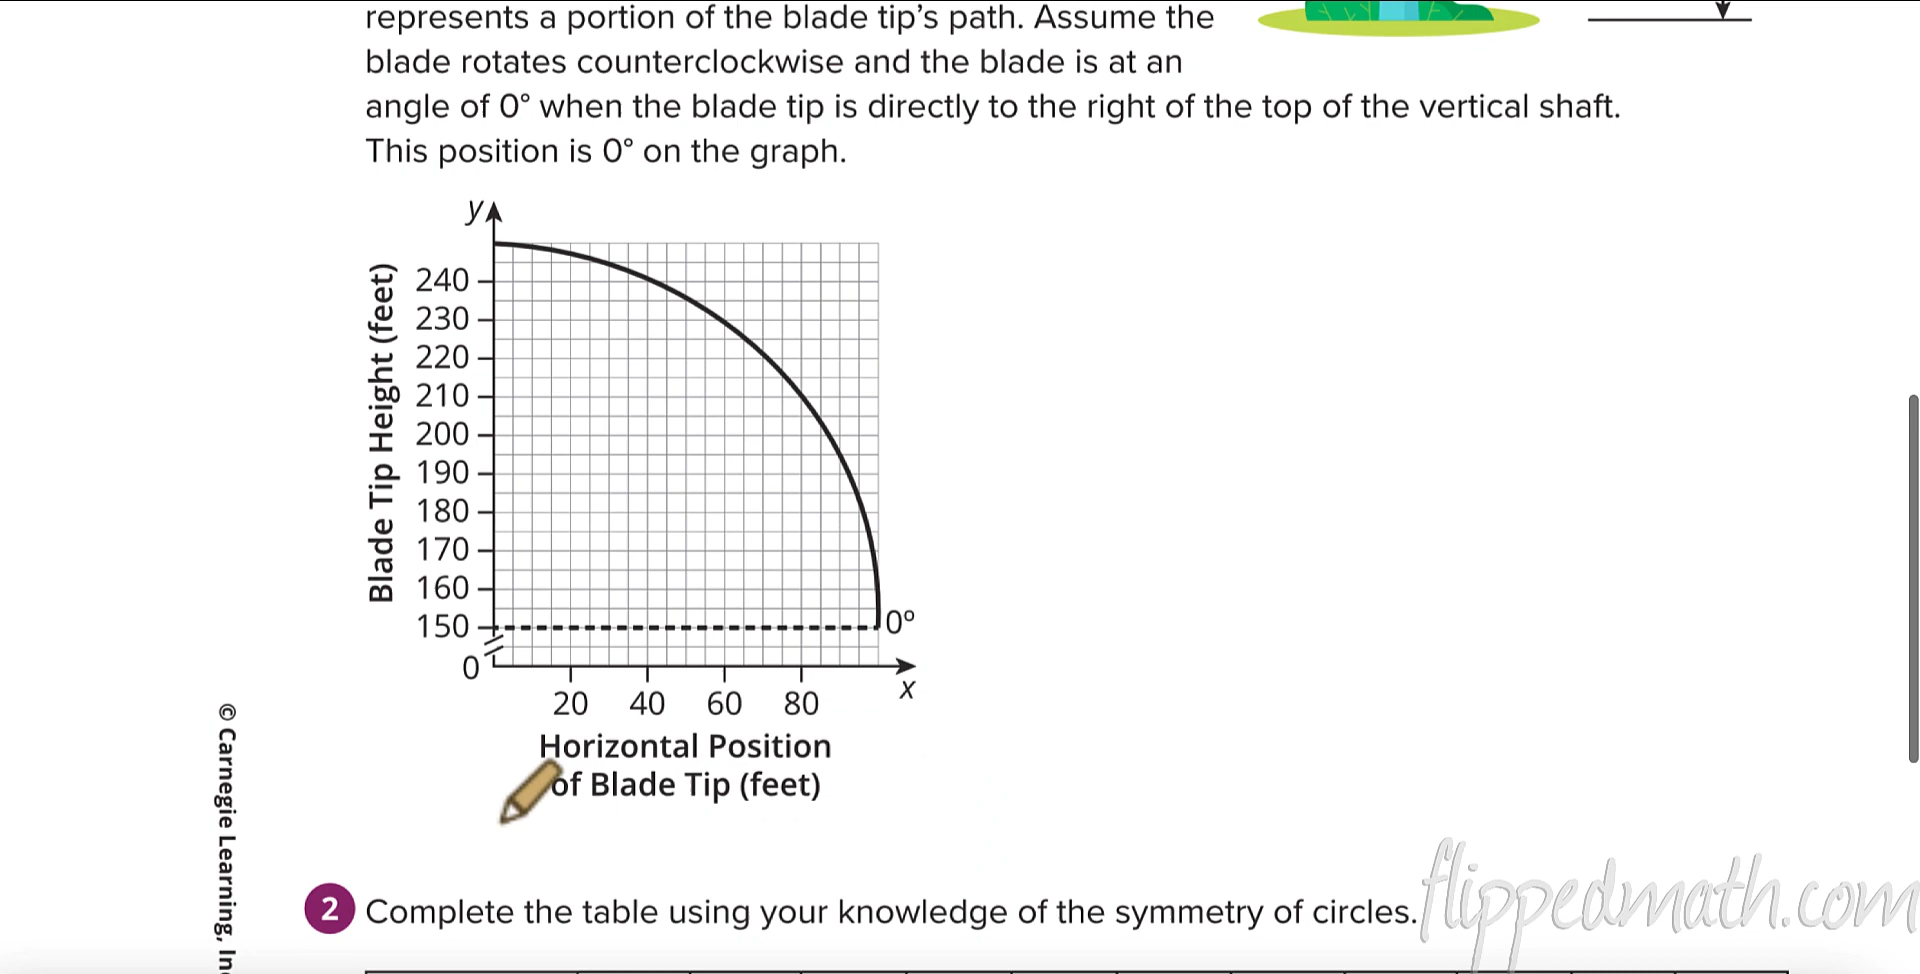 represents a portion of the blade tip's path. Assume the
blade rotates counterclockwise and the blade is at an
angle of 0° when the blade tip is directly to the right of the top of the vertical shaft.
This position is 0° on the graph.
y
Blade Tip Height (feet)
240
230
220
210
200
190
180
170
160
150
0°
0
x
20 40 60 80
Horizontal Position
of Blade Tip (feet)
© Carnegie Learning, In
2 Complete the table using your knowledge of the symmetry of circles.
flippedmath.com